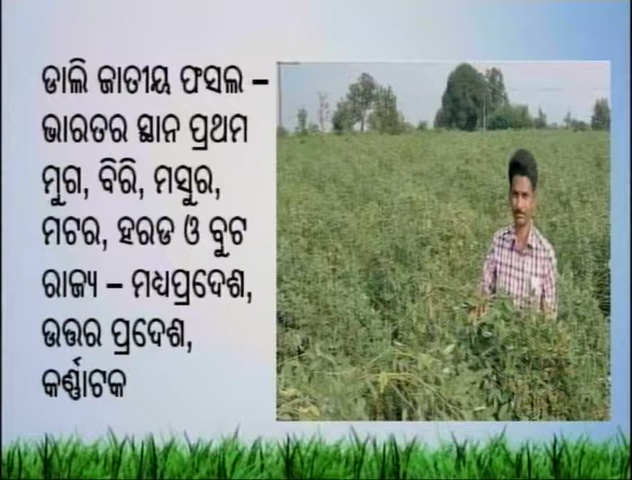 ଡାଲି ଜାତୀୟ ଫସଲ –
ଭାରତର ସ୍ଥାନ ପ୍ରଥମ
ମୁଗ, ବିରି, ମସୁର,
ମଟର, ହରଡ ଓ ବୁଟ
ରାଜ୍ୟ – ମଧ୍ୟପ୍ରଦେଶ,
ଉତ୍ତର ପ୍ରଦେଶ,
କର୍ଣ୍ଣାଟକ